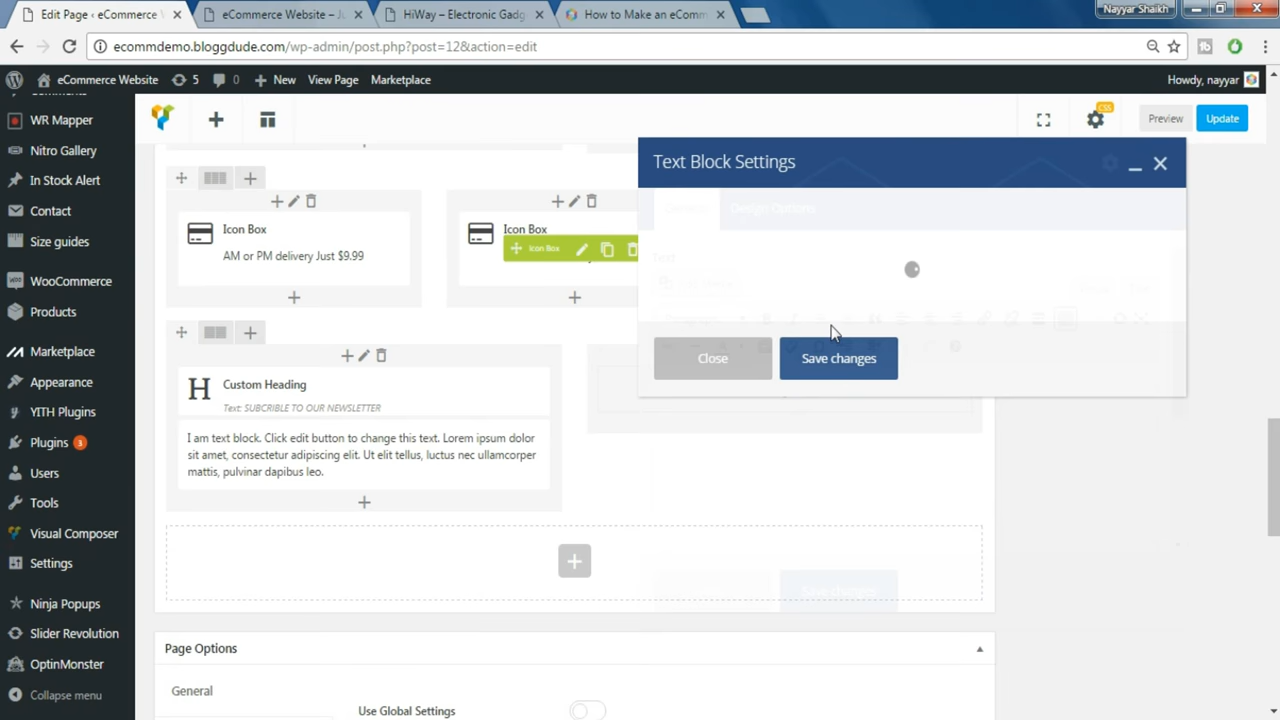 Edit Page ‹ eCommerce
eCommerce Website – Ju
HiWay – Electronic Gadg
How to Make an eComm
Nayyar Shaikh
ecommdemo.bloggdude.com/wp-admin/post.php?post=12&action=edit
eCommerce Website
5
0
New
View Page
Marketplace
Howdy, nayyar
Comments
WR Mapper
Nitro Gallery
In Stock Alert
Contact
Size guides
WooCommerce
Products
Marketplace
Appearance
YITH Plugins
Plugins 3
Users
Tools
Visual Composer
Settings
Ninja Popups
Slider Revolution
OptinMonster
Collapse menu
CSS
Preview
Update
Text Block Settings
Design Options
Close
Save changes
Icon Box
AM or PM delivery Just $9.99
Icon Box
Icon Box
Custom Heading
Text: SUBCRIBLE TO OUR NEWSLETTER
I am text block. Click edit button to change this text. Lorem ipsum dolor
sit amet, consectetur adipiscing elit. Ut elit tellus, luctus nec ullamcorper
mattis, pulvinar dapibus leo.
Save changes
Page Options
General
Use Global Settings